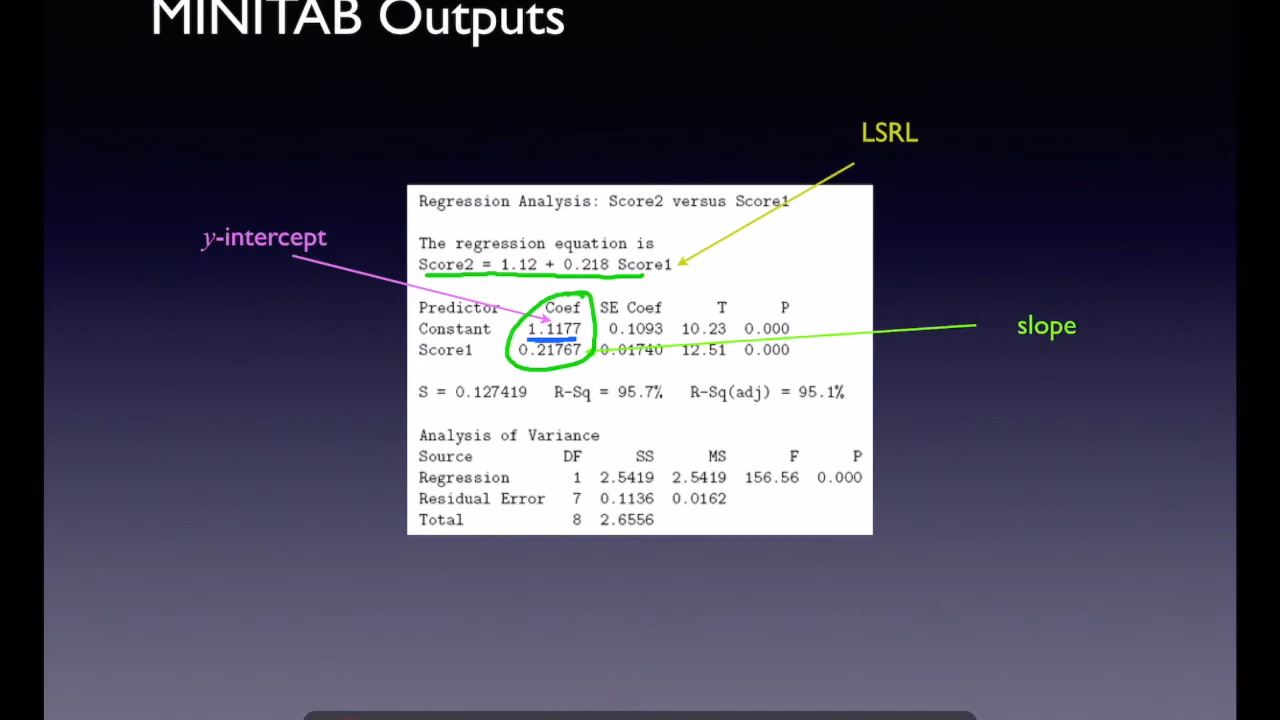 MINITAB Outputs
LSRL
y-intercept
slope
Regression Analysis: Score2 versus Score1
The regression equation is
Score2 = 1.12 + 0.218 Score1
Predictor Coef SE Coef T P
Constant 1.1177 0.1093 10.23 0.000
Score1 0.21767 0.01740 12.51 0.000
S = 0.127419 R-Sq = 95.7% R-Sq(adj) = 95.1%
Analysis of Variance
Source DF SS MS F P
Regression 1 2.5419 2.5419 156.56 0.000
Residual Error 7 0.1136 0.0162
Total 8 2.6556